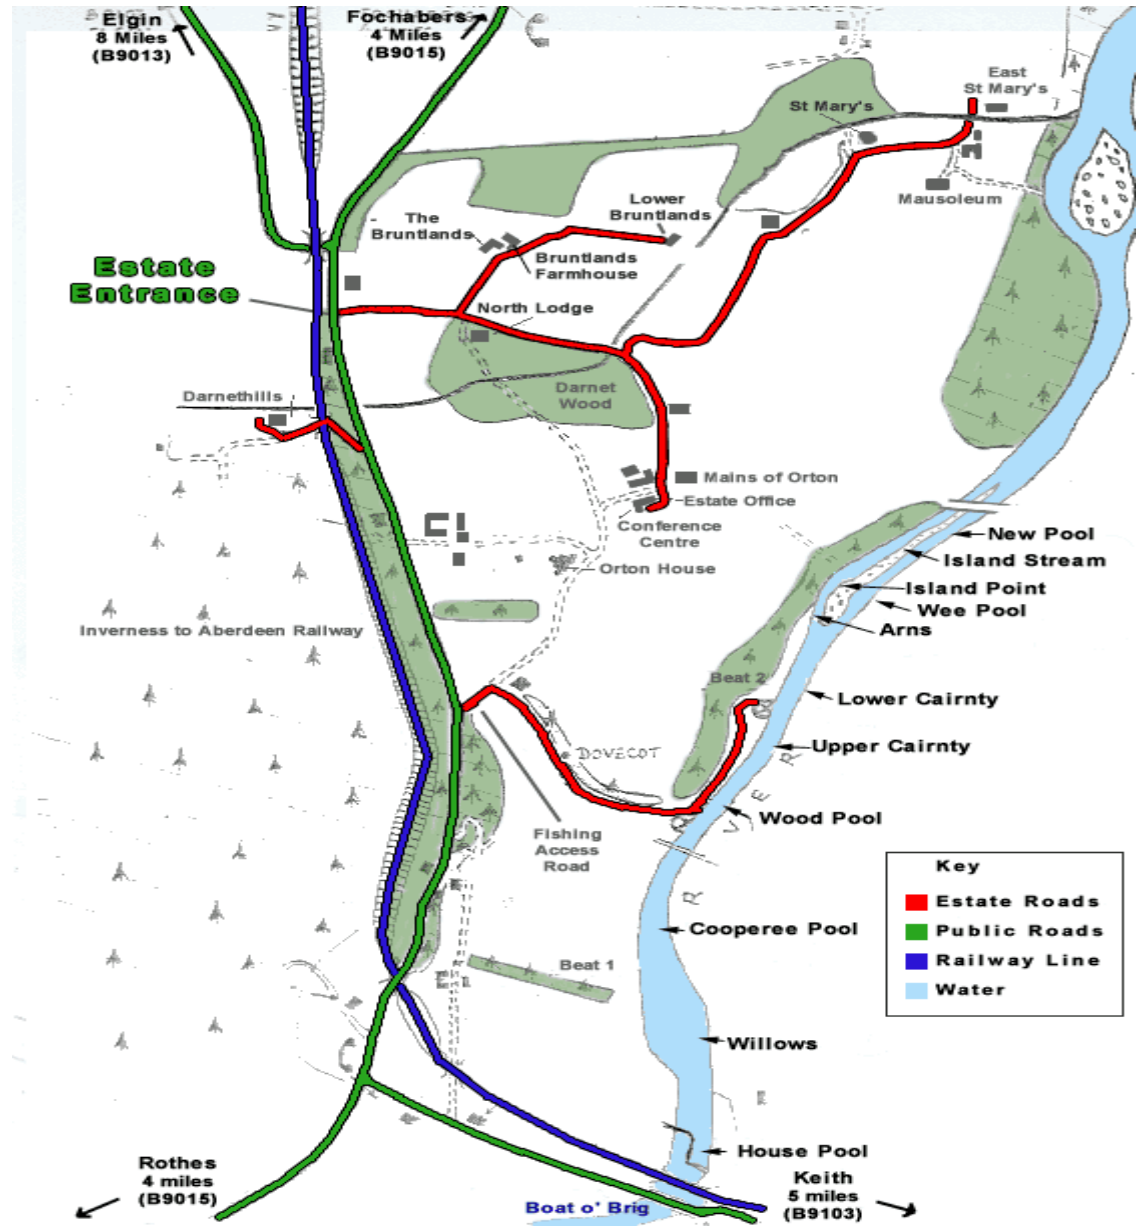 Elgin
8 Miles
(B9013)
Fochabers
4 Miles
(B9015)
East
St Mary's
St Mary's
Mausoleum
Lower
Bruntlands
The
Bruntlands
Bruntlands
Farmhouse
Estate
Entrance
North Lodge
Darnethills
Darnet
Wood
Mains of Orton
Estate Office
Conference
Centre
New Pool
Island Stream
Orton House
Island Point
Wee Pool
Arns
Inverness to Aberdeen Railway
Beat 2
Lower Cairnty
Upper Cairnty
DOVECOT
Wood Pool
Fishing
Access
Road
Key
Estate Roads
Public Roads
Railway Line
Water
Cooperee Pool
Beat 1
Willows
House Pool
Rothes
4 miles
(B9015)
Keith
5 miles
(B9103)
Boat o' Brig
R V E R